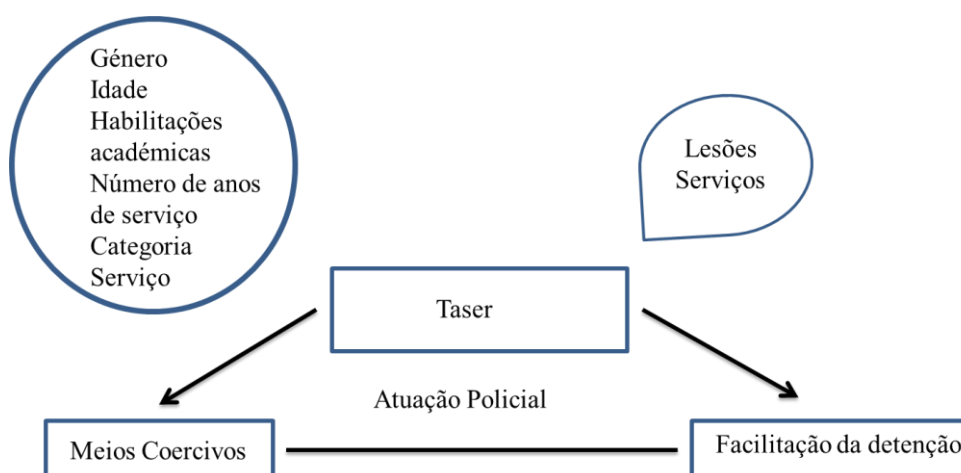 Género
Idade
Habilitações
académicas
Número de anos
de serviço
Categoria
Serviço
Lesões
Serviços
Taser
Atuação Policial
Meios Coercivos
Facilitação da detenção